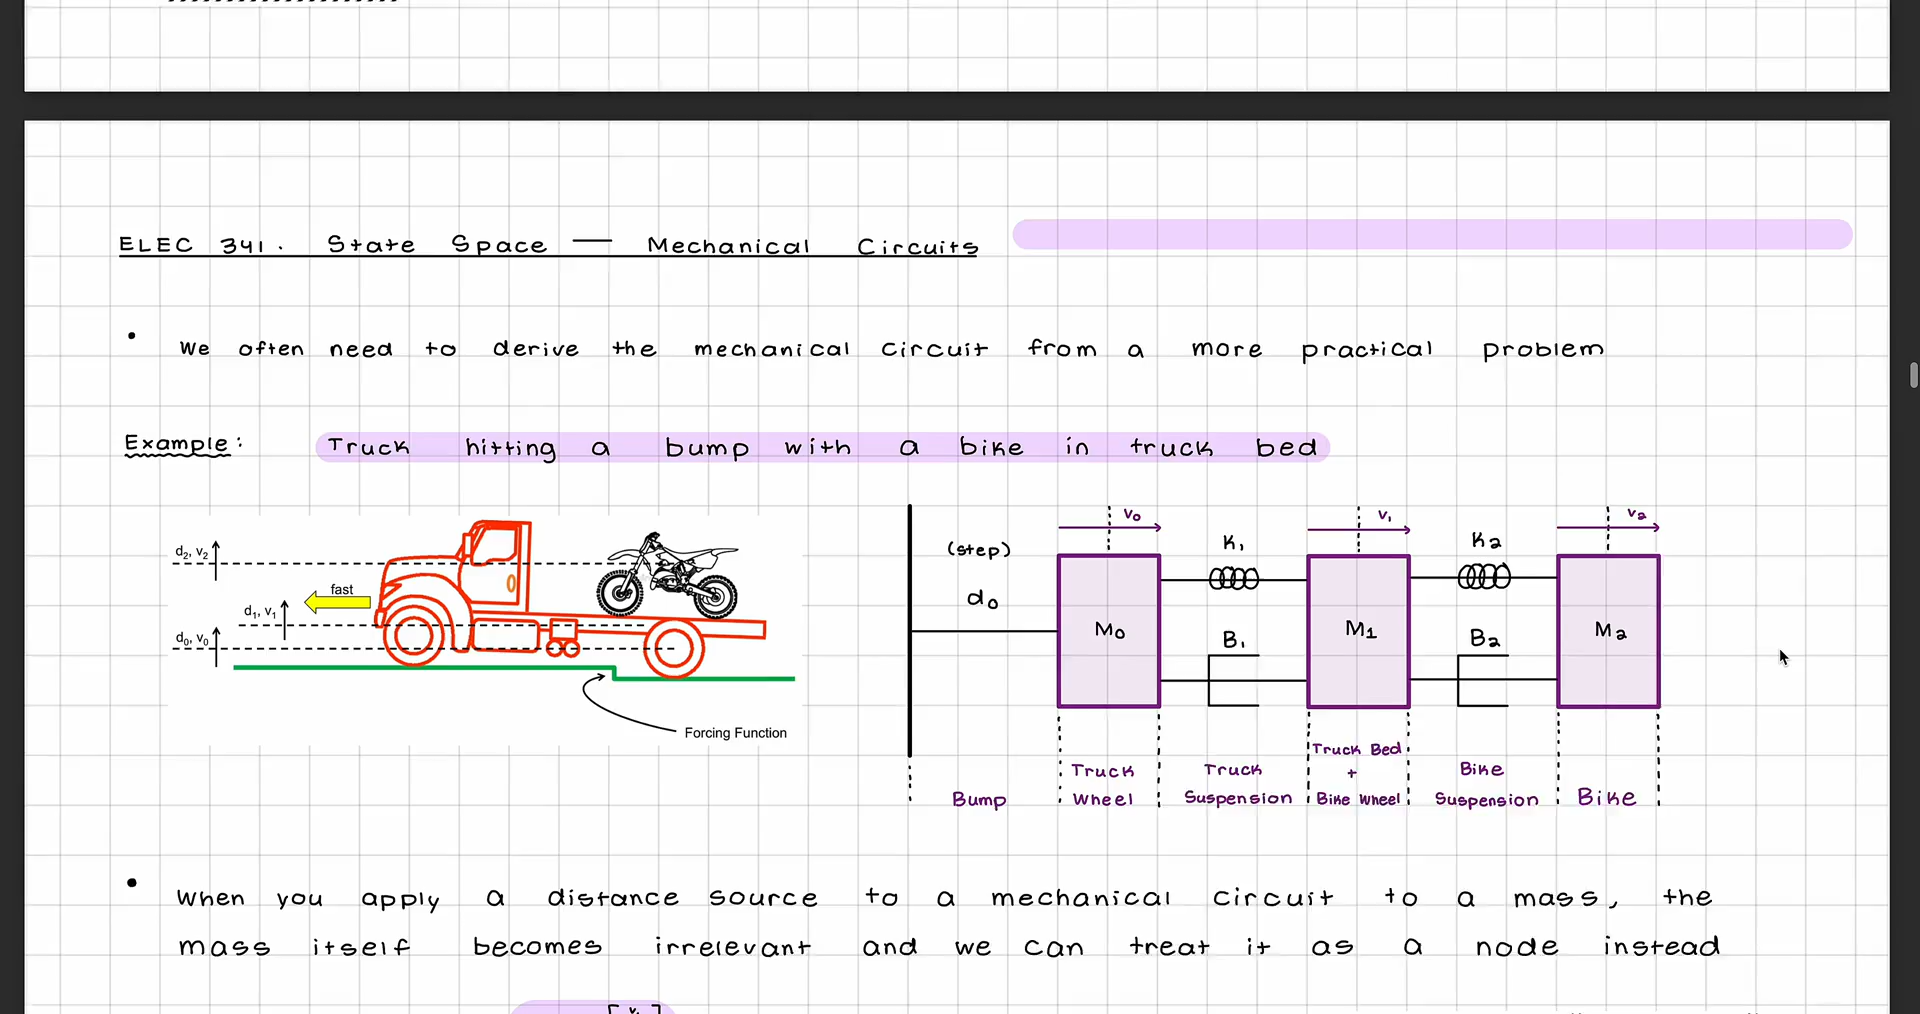 ELEC 341. State Space — Mechanical Circuits
• We often need to derive the mechanical circuit from a more practical problem
Example: Truck hitting a bump with a bike in truck bed
d2, v2
fast
d1, v1
d0, v0
Forcing Function
(step)
d0
v0
M0
K1
B1
v1
M1
K2
B2
v2
M2
Bump
Truck
Wheel
Truck
Suspension
Truck Bed
+
Bike Wheel
Bike
Suspension
Bike
• When you apply a distance source to a mechanical circuit to a mass, the
mass itself becomes irrelevant and we can treat it as a node instead